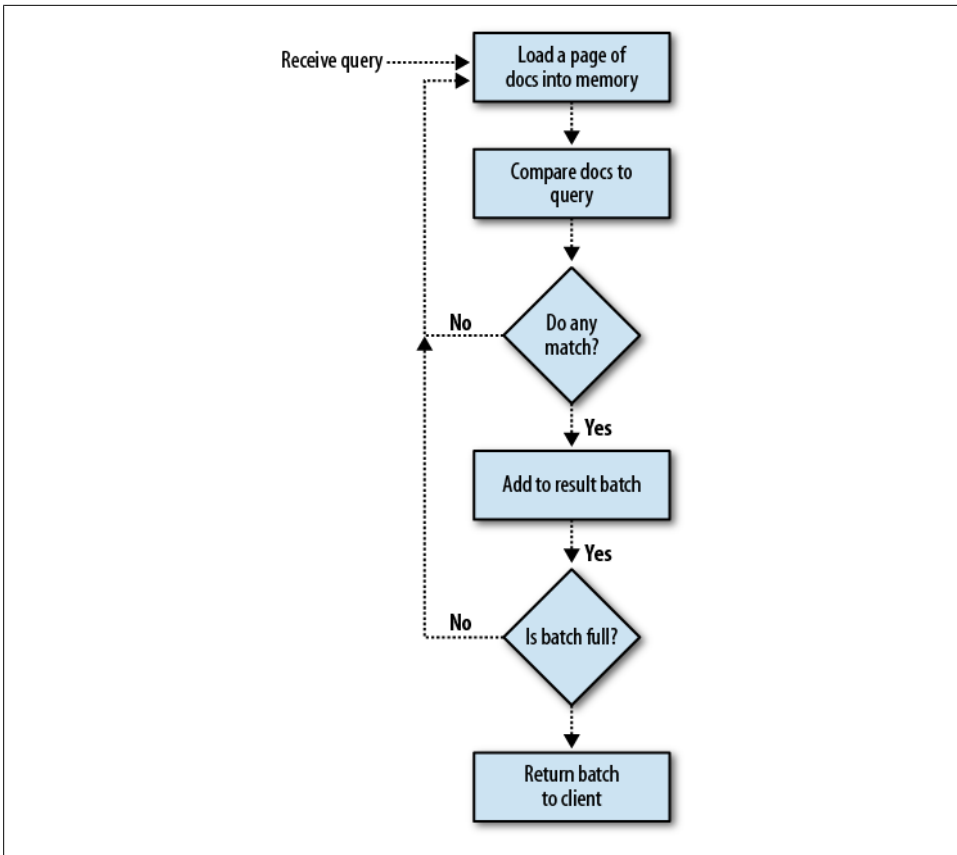 Receive query
Load a page of
docs into memory
Compare docs to
query
Do any
match?
No
Yes
Add to result batch
Yes
Is batch full?
No
Return batch
to client